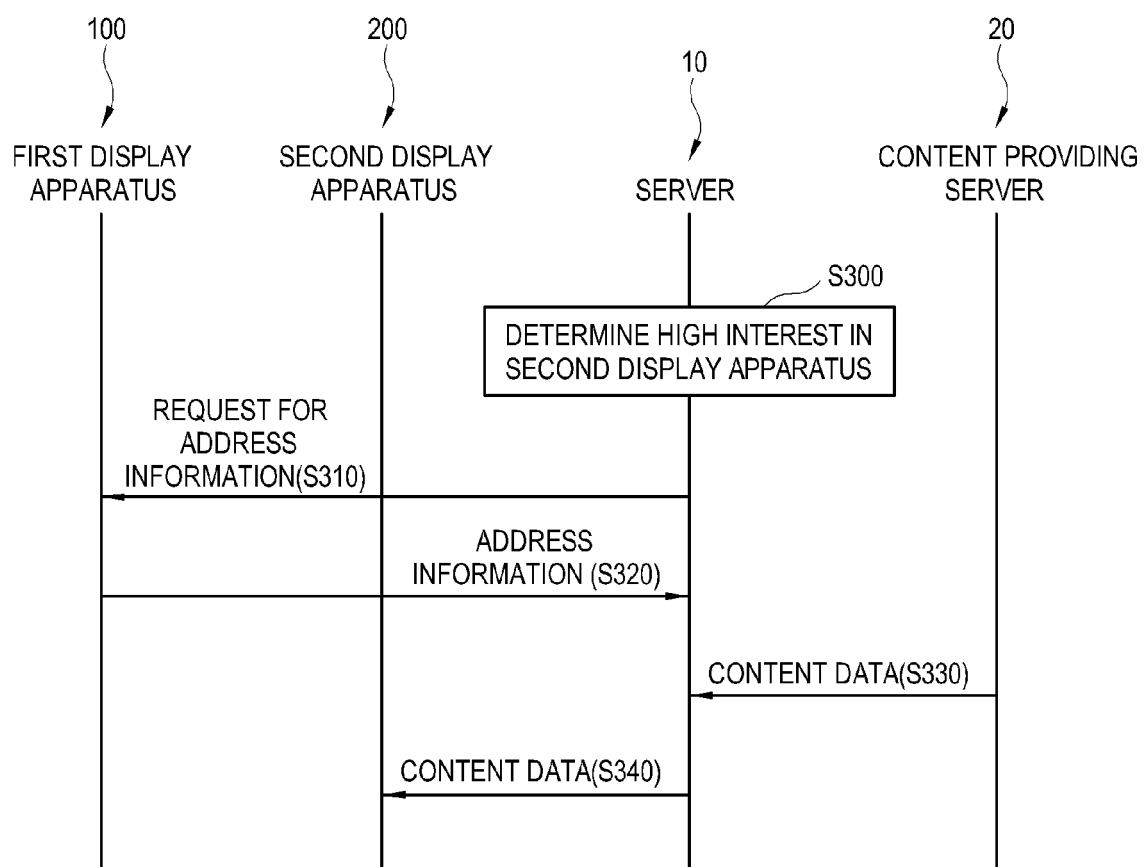 100
200
10
20
FIRST DISPLAY
APPARATUS
SECOND DISPLAY
APPARATUS
SERVER
CONTENT PROVIDING
SERVER
S300
DETERMINE HIGH INTEREST IN
SECOND DISPLAY APPARATUS
REQUEST FOR
ADDRESS
INFORMATION(S310)
ADDRESS
INFORMATION (S320)
CONTENT DATA(S330)
CONTENT DATA(S340)